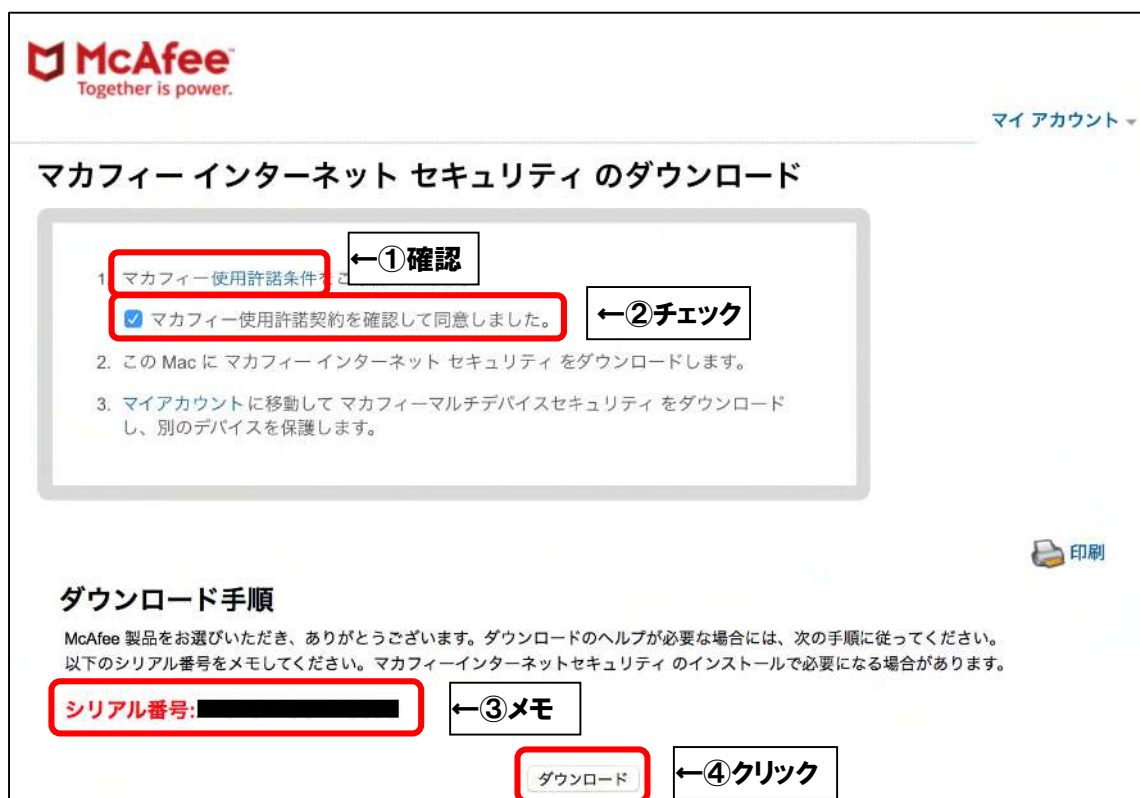 McAfee™
Together is power.
マイ アカウント
マカフィー インターネット セキュリティ のダウンロード
1. マカフィー使用許諾条件をご
←①確認
マカフィー使用許諾契約を確認して同意しました。
←②チェック
2. この Mac に マカフィー インターネット セキュリティ をダウンロードします。
3. マイアカウント に移動して マカフィーマルチデバイスセキュリティ をダウンロード
し、別のデバイスを保護します。
印刷
ダウンロード手順
McAfee 製品をお選びいただき、ありがとうございます。ダウンロードのヘルプが必要な場合には、次の手順に従ってください。
以下のシリアル番号をメモしてください。マカフィーインターネットセキュリティ のインストールで必要になる場合があります。
シリアル番号:
←③メモ
ダウンロード
←④クリック